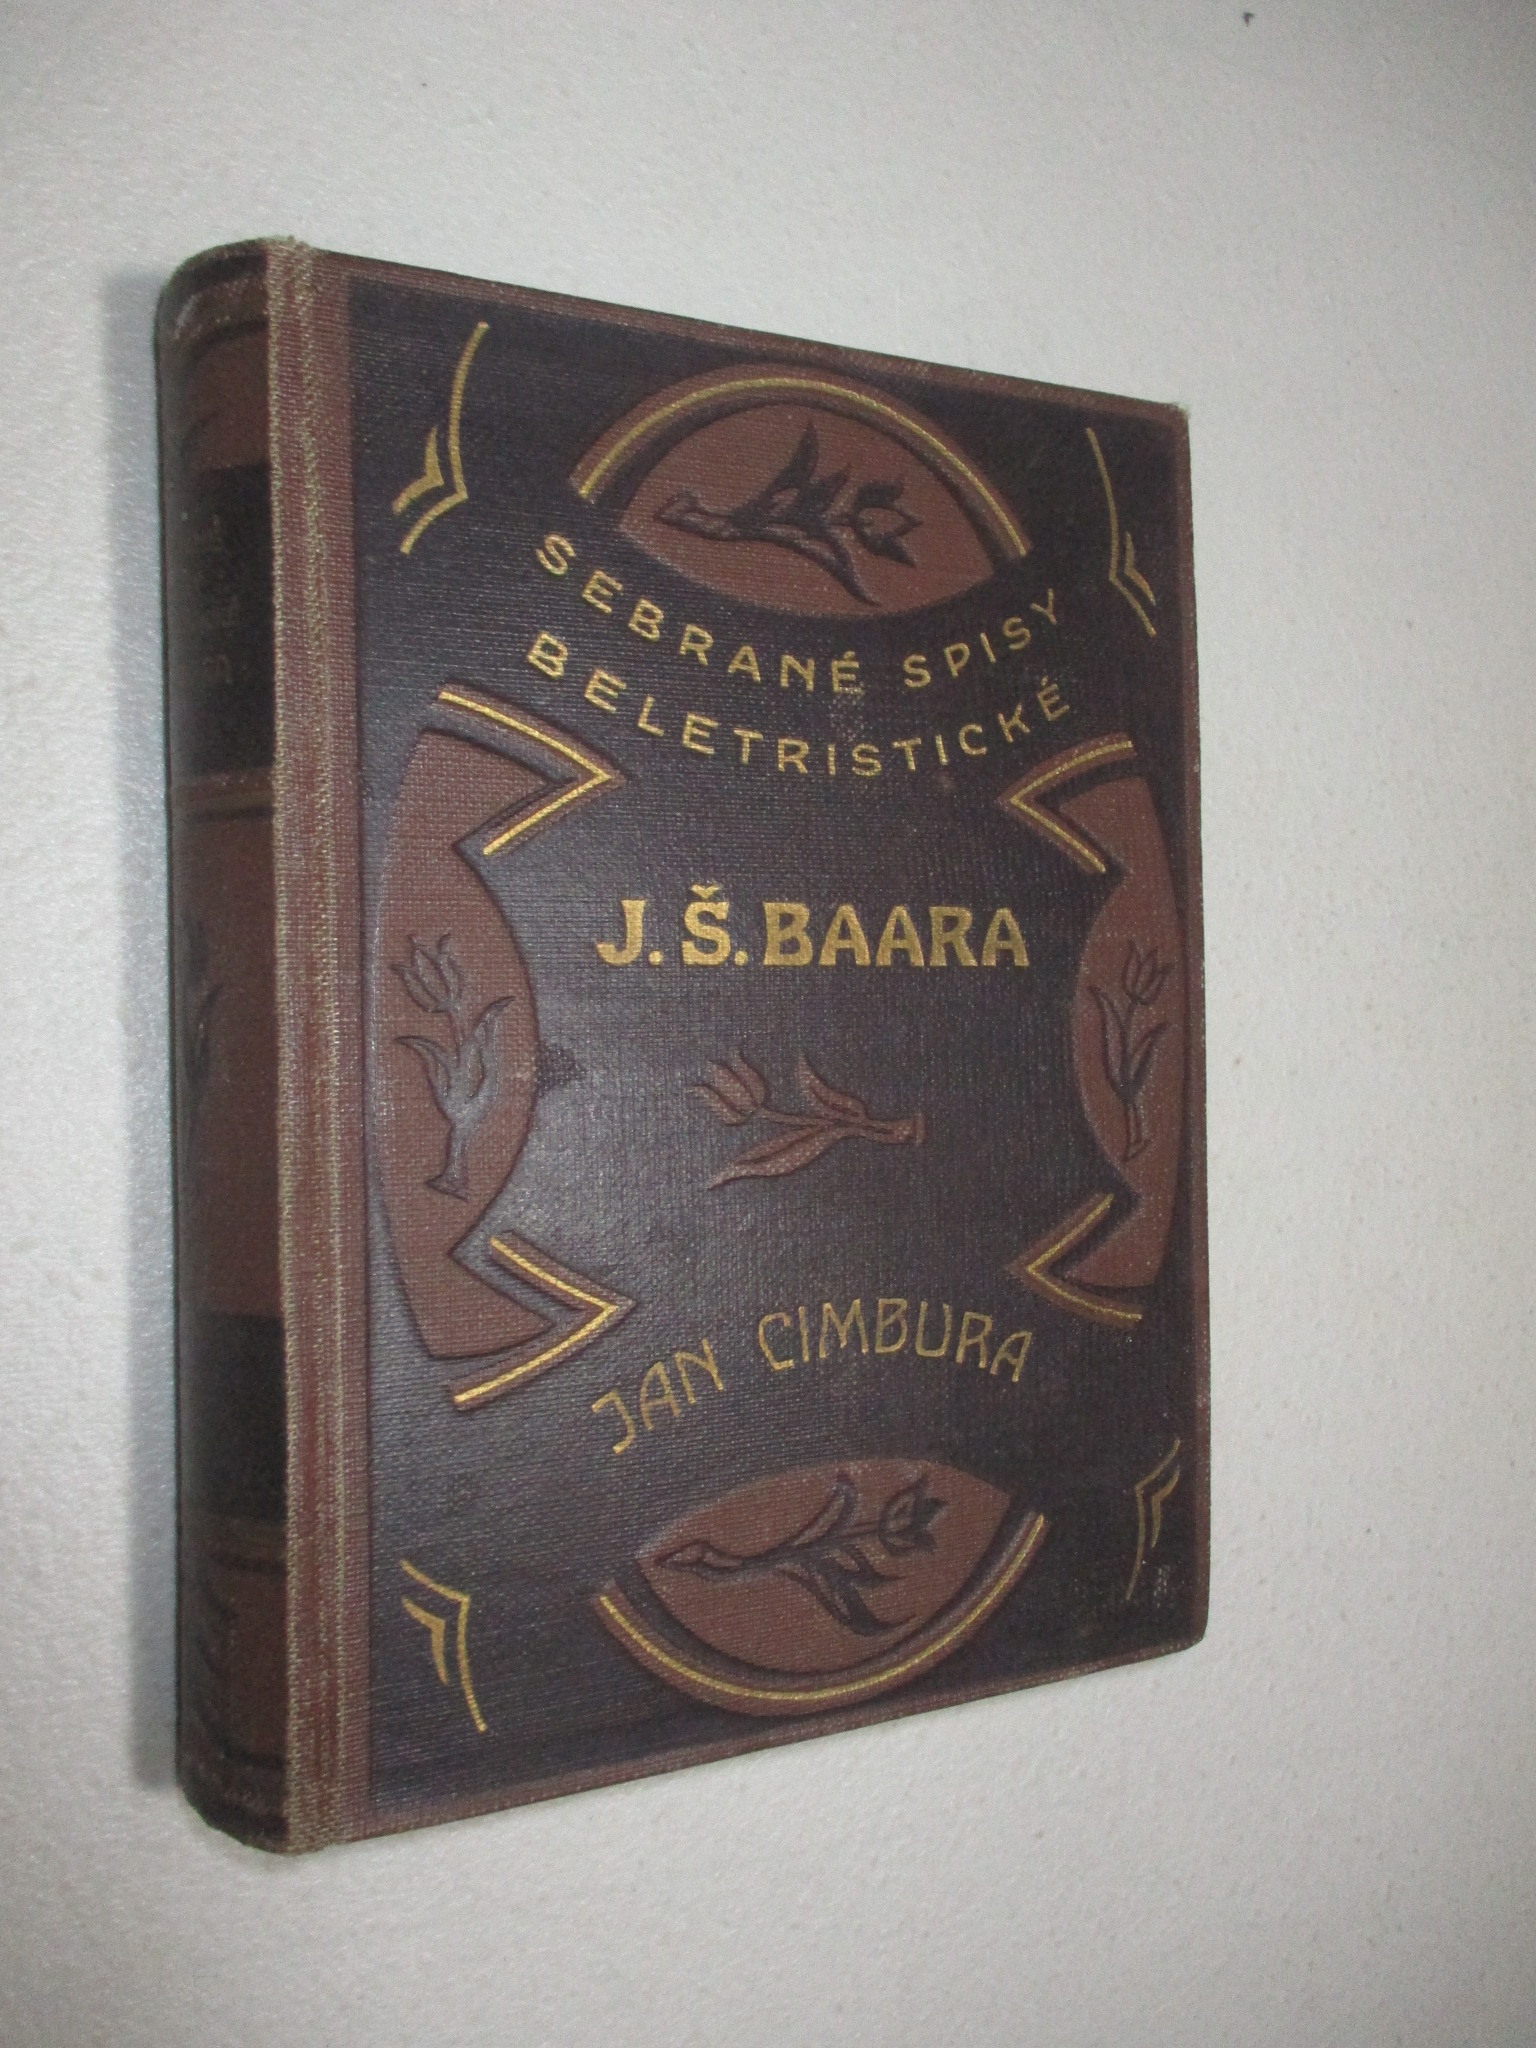 SEBRANÉ SPISY
BELETRISTICKÉ
J. Š. BAARA
JAN CIMBURA